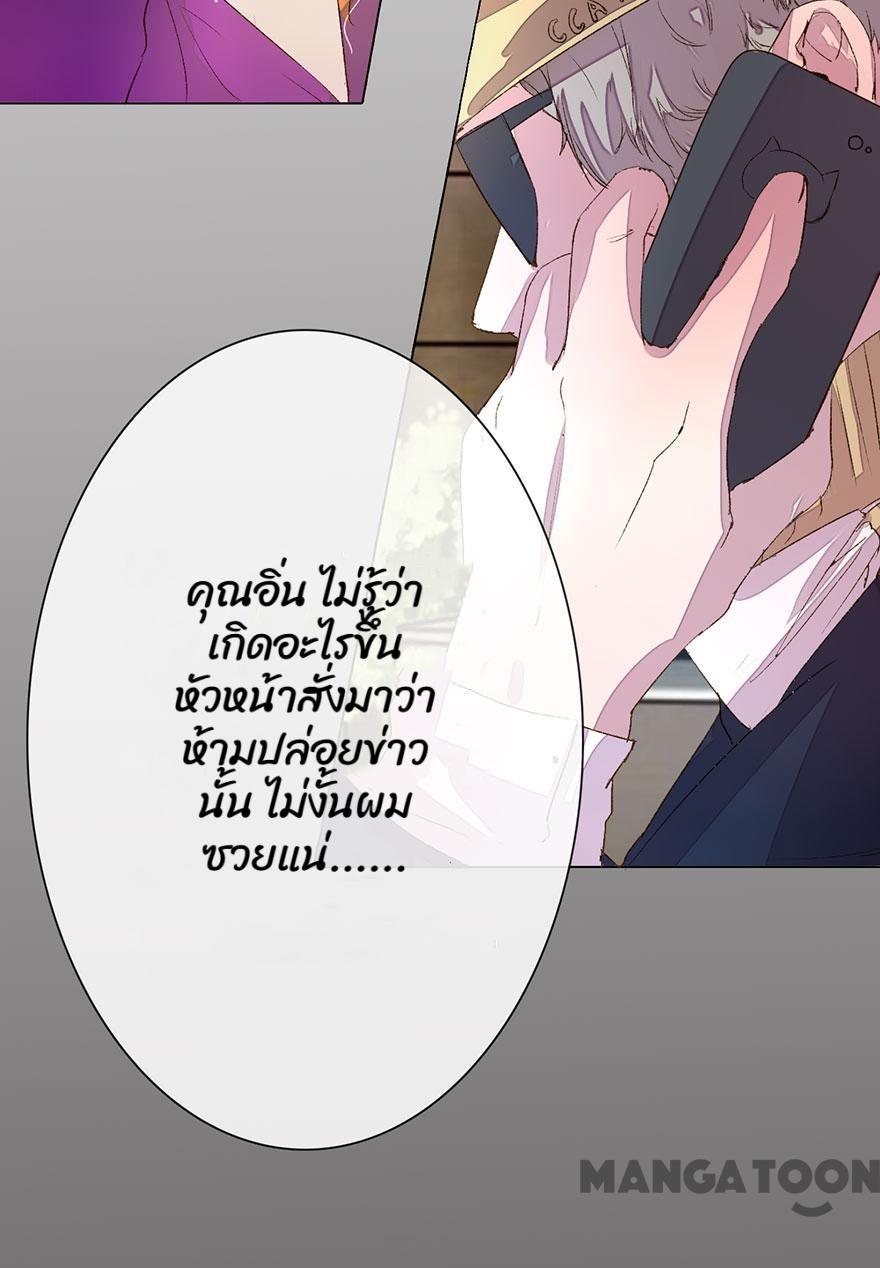 CCA
คุณอิ่น ไม่รู้ว่า
เกิดอะไรขึ้น
หัวหน้าสั่งมาว่า
ห้ามปล่อยข่าว
นั้น ไม่งั้นผม
ซวยแน่......
MANGATOON